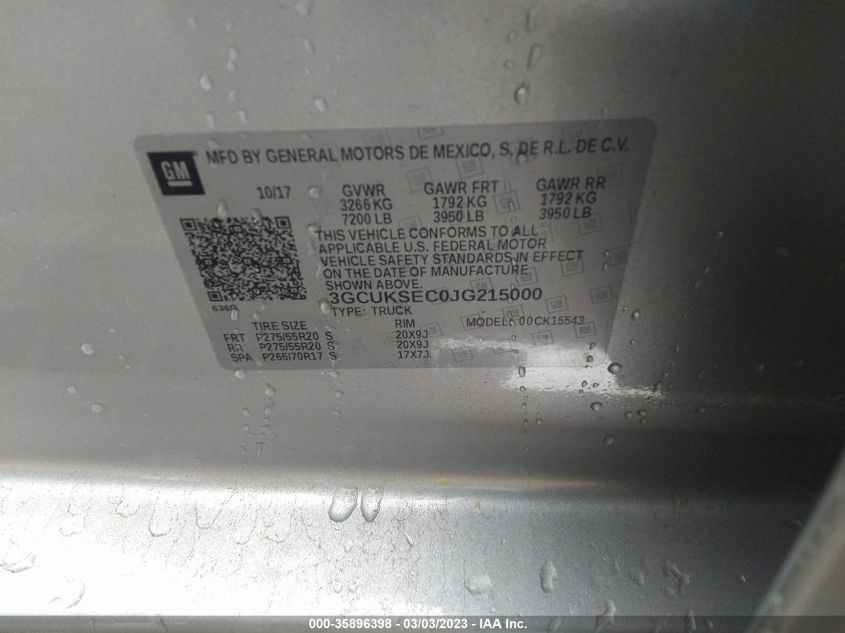 GM MFD BY GENERAL MOTORS DE MEXICO, S. DE R.L. DE C.V.
10/17 GVWR GAWR FRT GAWR RR
3266 KG 1792 KG 1792 KG
7200 LB 3950 LB 3950 LB
THIS VEHICLE CONFORMS TO ALL
APPLICABLE U.S. FEDERAL MOTOR
VEHICLE SAFETY STANDARDS IN EFFECT
ON THE DATE OF MANUFACTURE
SHOWN ABOVE.
3GCUKSEC0JG215000
636R TYPE: TRUCK MODEL: 00CK15543
TIRE SIZE RIM
FRT P275/55R20 S 20X9J
RR P275/55R20 S 20X9J
SPA P265/70R17 S 17X7J
000-35896398 - 03/03/2023 - IAA Inc.